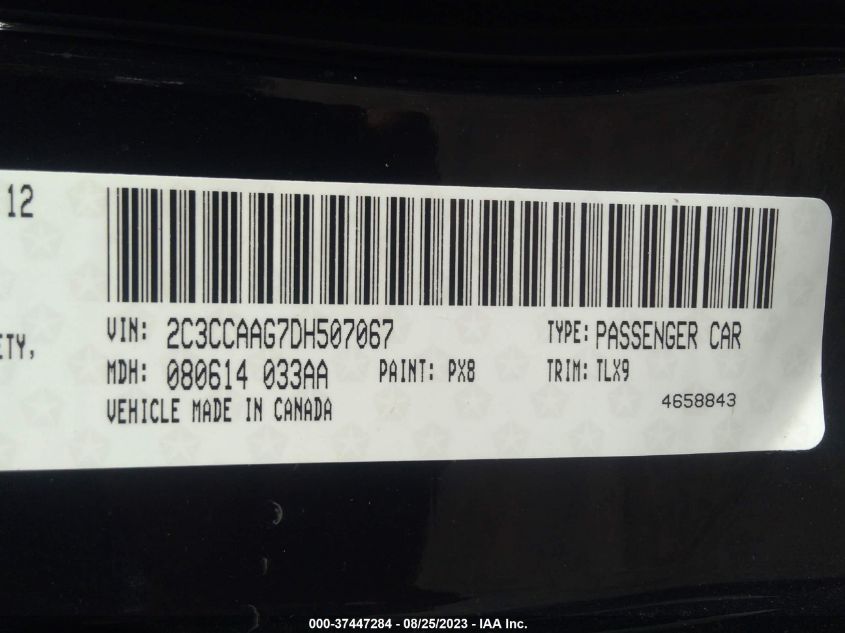 12
ETY,
VIN: 2C3CCAAG7DH507067 TYPE: PASSENGER CAR
MDH: 080614 033AA PAINT: PX8 TRIM: TLX9
VEHICLE MADE IN CANADA 4658843
000-37447284 - 08/25/2023 - IAA Inc.